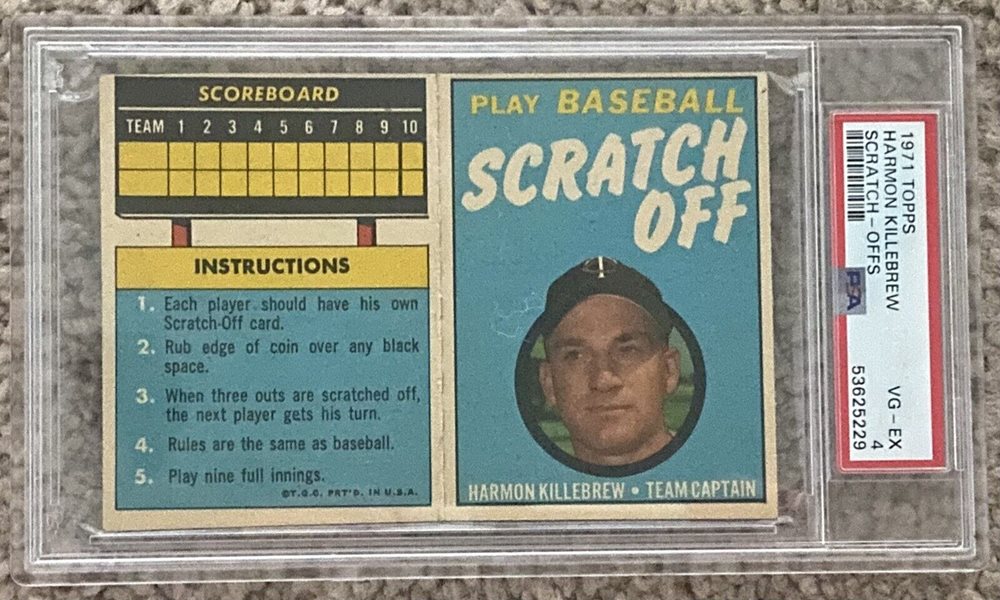 SCOREBOARD
TEAM 1 2 3 4 5 6 7 8 9 10
INSTRUCTIONS
1. Each player should have his own
Scratch-Off card.
2. Rub edge of coin over any black
space.
3. When three outs are scratched off,
the next player gets his turn.
4. Rules are the same as baseball.
5. Play nine full innings.
©T.C.G. PRT'D. IN U.S.A.
PLAY BASEBALL
SCRATCH
OFF
HARMON KILLEBREW • TEAM CAPTAIN
1971 TOPPS
HARMON KILLEBREW
SCRATCH-OFFS
PSA
VG-EX
4
53625229